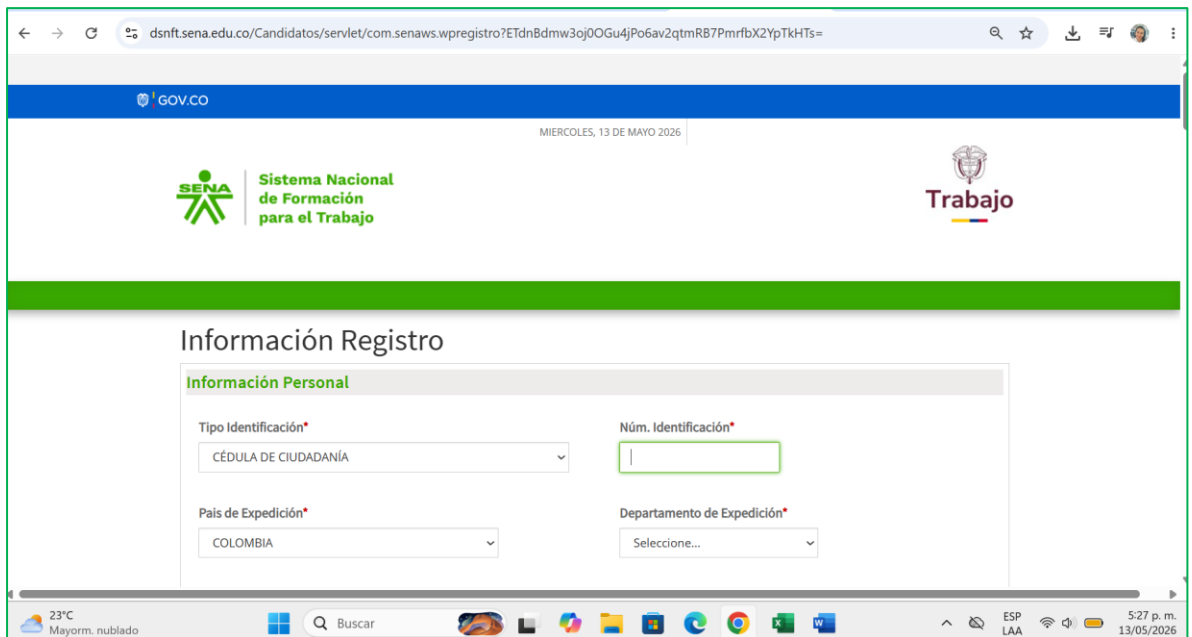 dsnft.sena.edu.co/Candidatos/servlet/com.senaws.wpregistro?ETdnBdmw3oj0OGu4jPo6av2qtmRB7PmrfbX2YpTkHTs=
GOV.CO
MIERCOLES, 13 DE MAYO 2026
SENA
Sistema Nacional
de Formación
para el Trabajo
Trabajo
Información Registro
Información Personal
Tipo Identificación*
Núm. Identificación*
CÉDULA DE CIUDADANÍA
Pais de Expedición*
Departamento de Expedición*
COLOMBIA
Seleccione...
23°C
Mayorm. nublado
Buscar
ESP
LAA
5:27 p. m.
13/05/2026